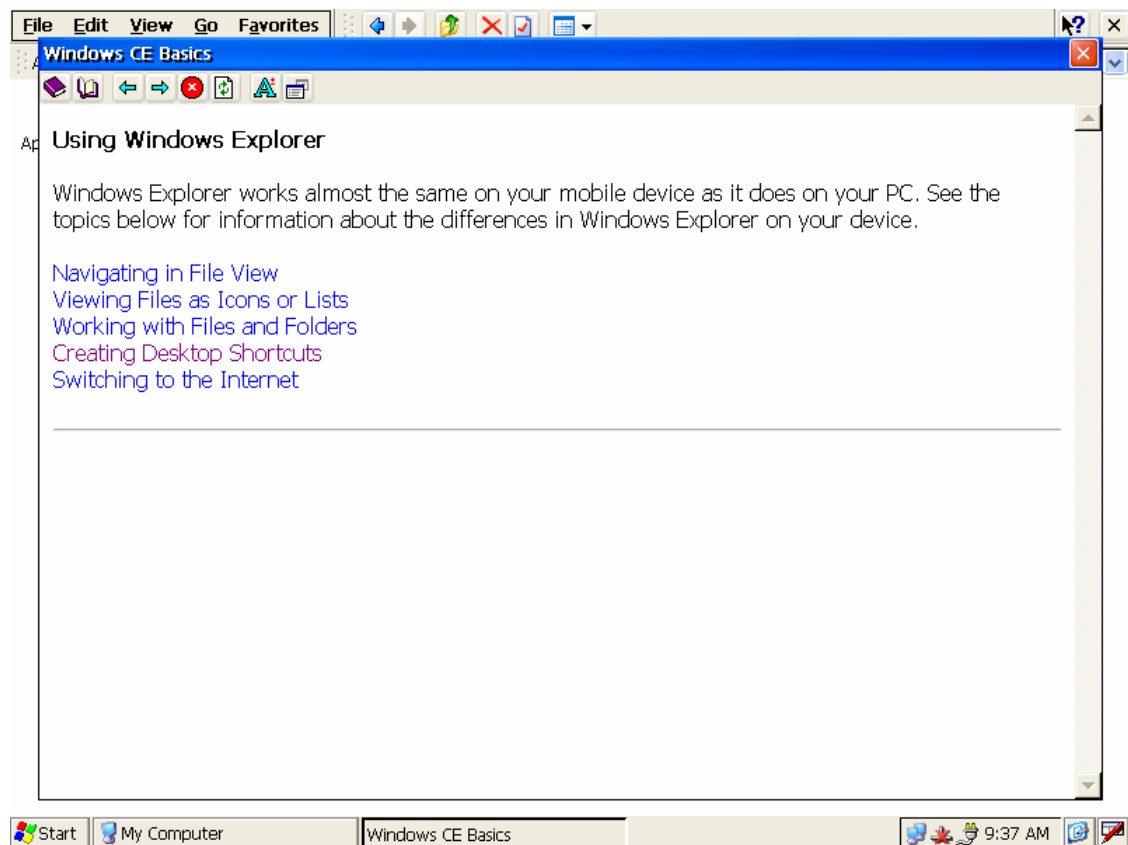 File Edit View Go Favorites
Windows CE Basics
Using Windows Explorer
Windows Explorer works almost the same on your mobile device as it does on your PC. See the
topics below for information about the differences in Windows Explorer on your device.
Navigating in File View
Viewing Files as Icons or Lists
Working with Files and Folders
Creating Desktop Shortcuts
Switching to the Internet
Start My Computer Windows CE Basics 9:37 AM